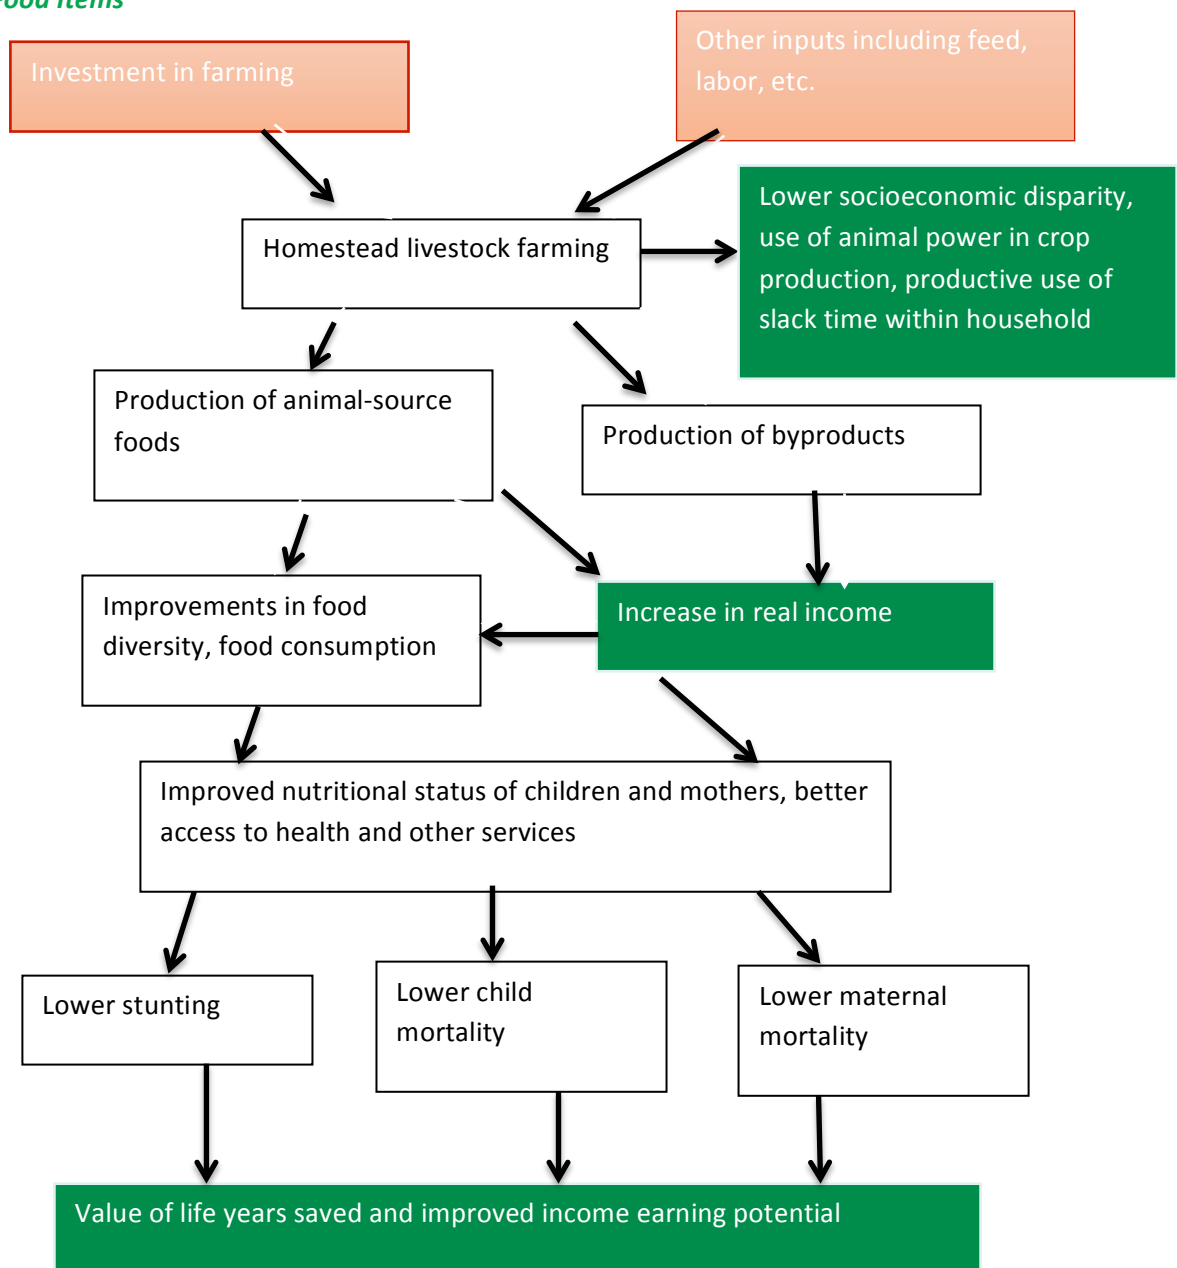 Food Items
Investment in farming
Other inputs including feed,
labor, etc.
Lower socioeconomic disparity,
use of animal power in crop
production, productive use of
slack time within household
Homestead livestock farming
Production of animal-source
foods
Production of byproducts
Improvements in food
diversity, food consumption
Increase in real income
Improved nutritional status of children and mothers, better
access to health and other services
Lower stunting
Lower child
mortality
Lower maternal
mortality
Value of life years saved and improved income earning potential